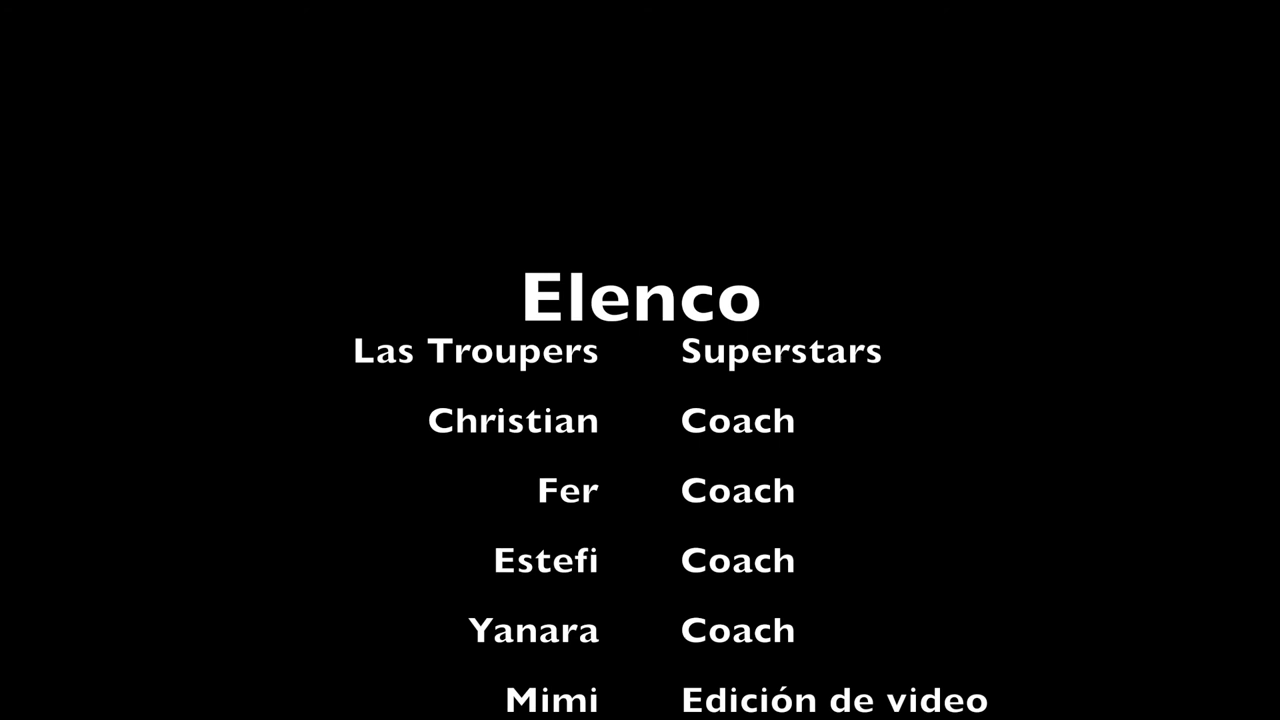 Elenco
Las Troupers Superstars
Christian Coach
Fer Coach
Estefi Coach
Yanara Coach
Mimi Edición de video